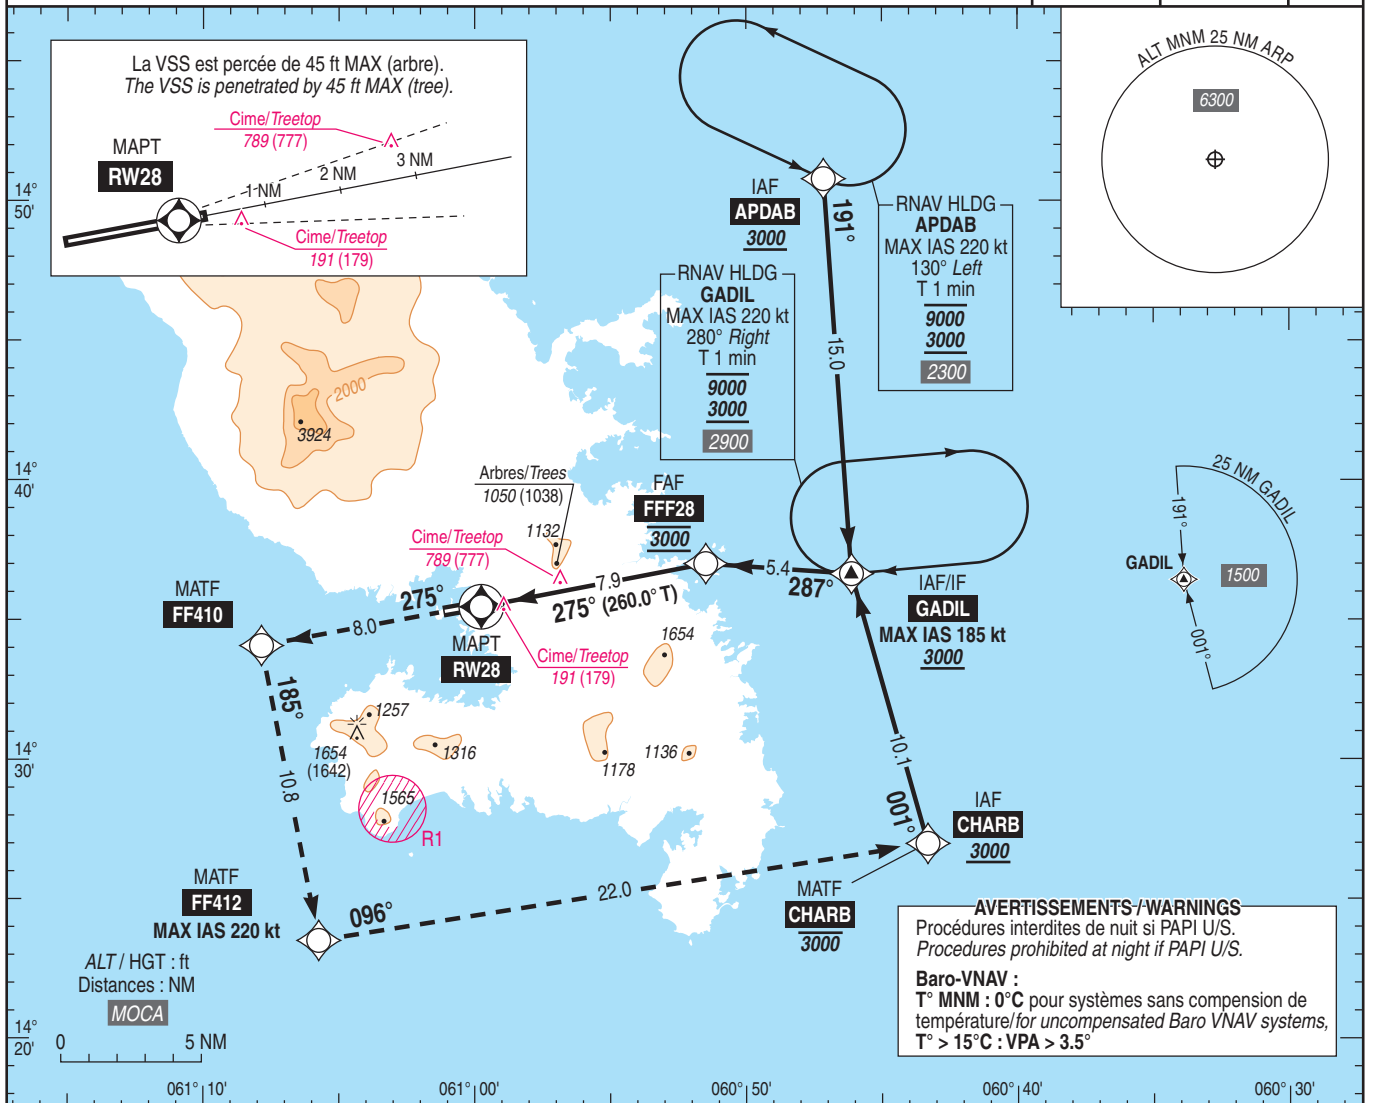 La VSS est percée de 45 ft MAX (arbre).
The VSS is penetrated by 45 ft MAX (tree).
Cime/Treetop
789 (777)
MAPT
RW28
1 NM
2 NM
3 NM
Cime/Treetop
191 (179)
ALT MNM 25 NM ARP
6300
14°
50'
IAF
APDAB
3000
191°
RNAV HLDG
APDAB
MAX IAS 220 kt
130° Left
T 1 min
9000
3000
2300
RNAV HLDG
GADIL
MAX IAS 220 kt
280° Right
T 1 min
9000
3000
2900
15.0
2000
3924
14°
40'
Arbres/Trees
1050 (1038)
1132
Cime/Treetop
789 (777)
FAF
FFF28
3000
25 NM GADIL
191°
GADIL
1500
001°
MATF
FF410
275°
8.0
7.9
275° (260.0° T)
5.4
287°
IAF/IF
GADIL
MAX IAS 185 kt
3000
MAPT
RW28
Cime/Treetop
191 (179)
1654
185°
1257
1654
(1642)
1316
1178
1136
14°
30'
10.8
1565
R1
10.1
001°
IAF
CHARB
3000
MATF
FF412
MAX IAS 220 kt
096°
22.0
MATF
CHARB
3000
AVERTISSEMENTS / WARNINGS
Procédures interdites de nuit si PAPI U/S.
Procedures prohibited at night if PAPI U/S.
Baro-VNAV :
T° MNM : 0°C pour systèmes sans compension de
température/for uncompensated Baro VNAV systems,
T° > 15°C : VPA > 3.5°
ALT / HGT : ft
Distances : NM
MOCA
0 5 NM
14°
20'
061° 10'
061° 00'
060° 50'
060° 40'
060° 30'